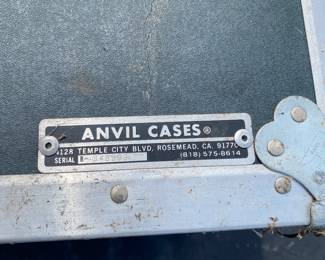 ANVIL CASES®
4128 TEMPLE CITY BLVD. ROSEMEAD, CA. 91770
SERIAL (818) 575-8614